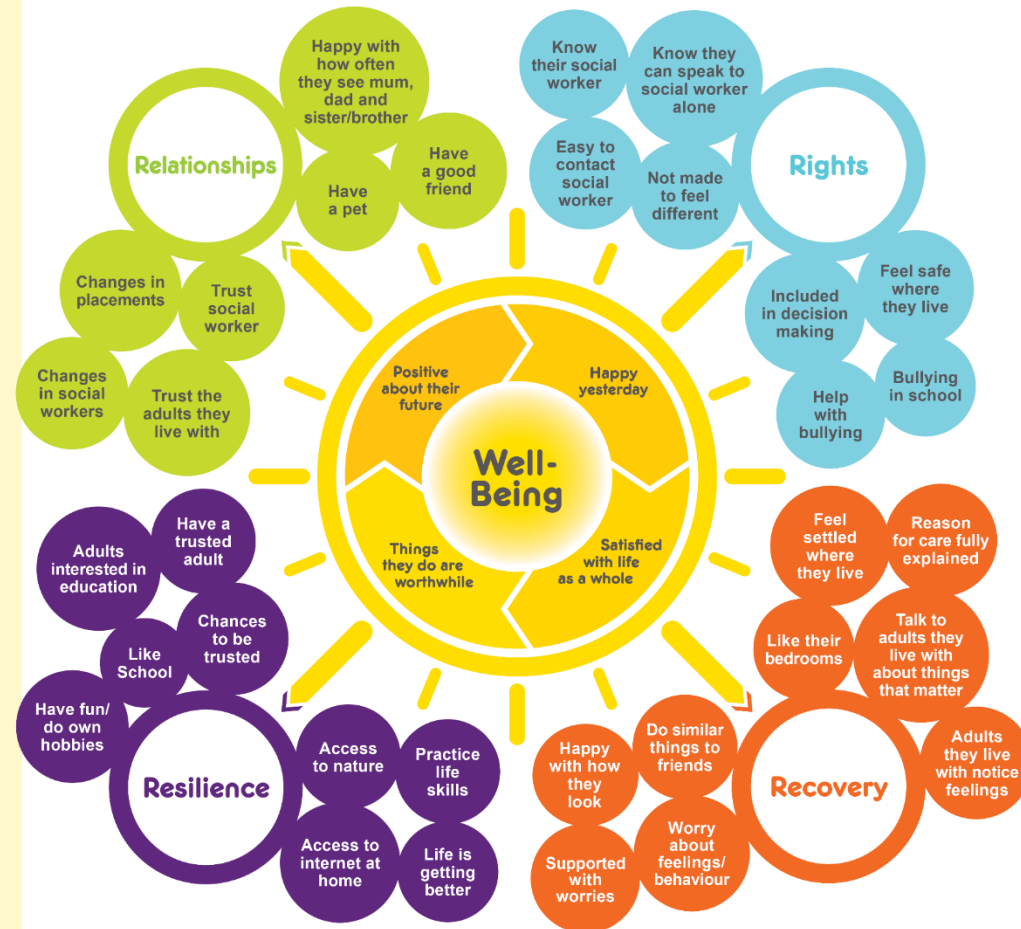 Happy with
how often
they see mum,
dad and
sister/brother
Relationships
Have
a pet
Have
a good
friend
Changes in
placements
Trust
social
worker
Changes
in social
workers
Trust the
adults they
live with
Know
their social
worker
Know they
can speak to
social worker
alone
Easy to
contact
social
worker
Not made
to feel
different
Rights
Included
in decision
making
Feel safe
where
they live
Help
with
bullying
Bullying
in school
Positive
about their
future
Happy
yesterday
Well-
Being
Things
they do are
worthwhile
Satisfied
with life
as a whole
Adults
interested in
education
Have a
trusted
adult
Chances
to be
trusted
Like
School
Have fun/
do own
hobbies
Resilience
Access
to nature
Practice
life
skills
Access to
internet at
home
Life is
getting
better
Feel
settled
where
they live
Reason
for care fully
explained
Like their
bedrooms
Talk to
adults they
live with
about things
that matter
Happy
with how
they
look
Do similar
things to
friends
Recovery
Adults
they live
with notice
feelings
Supported
with
worries
Worry
about
feelings/
behaviour